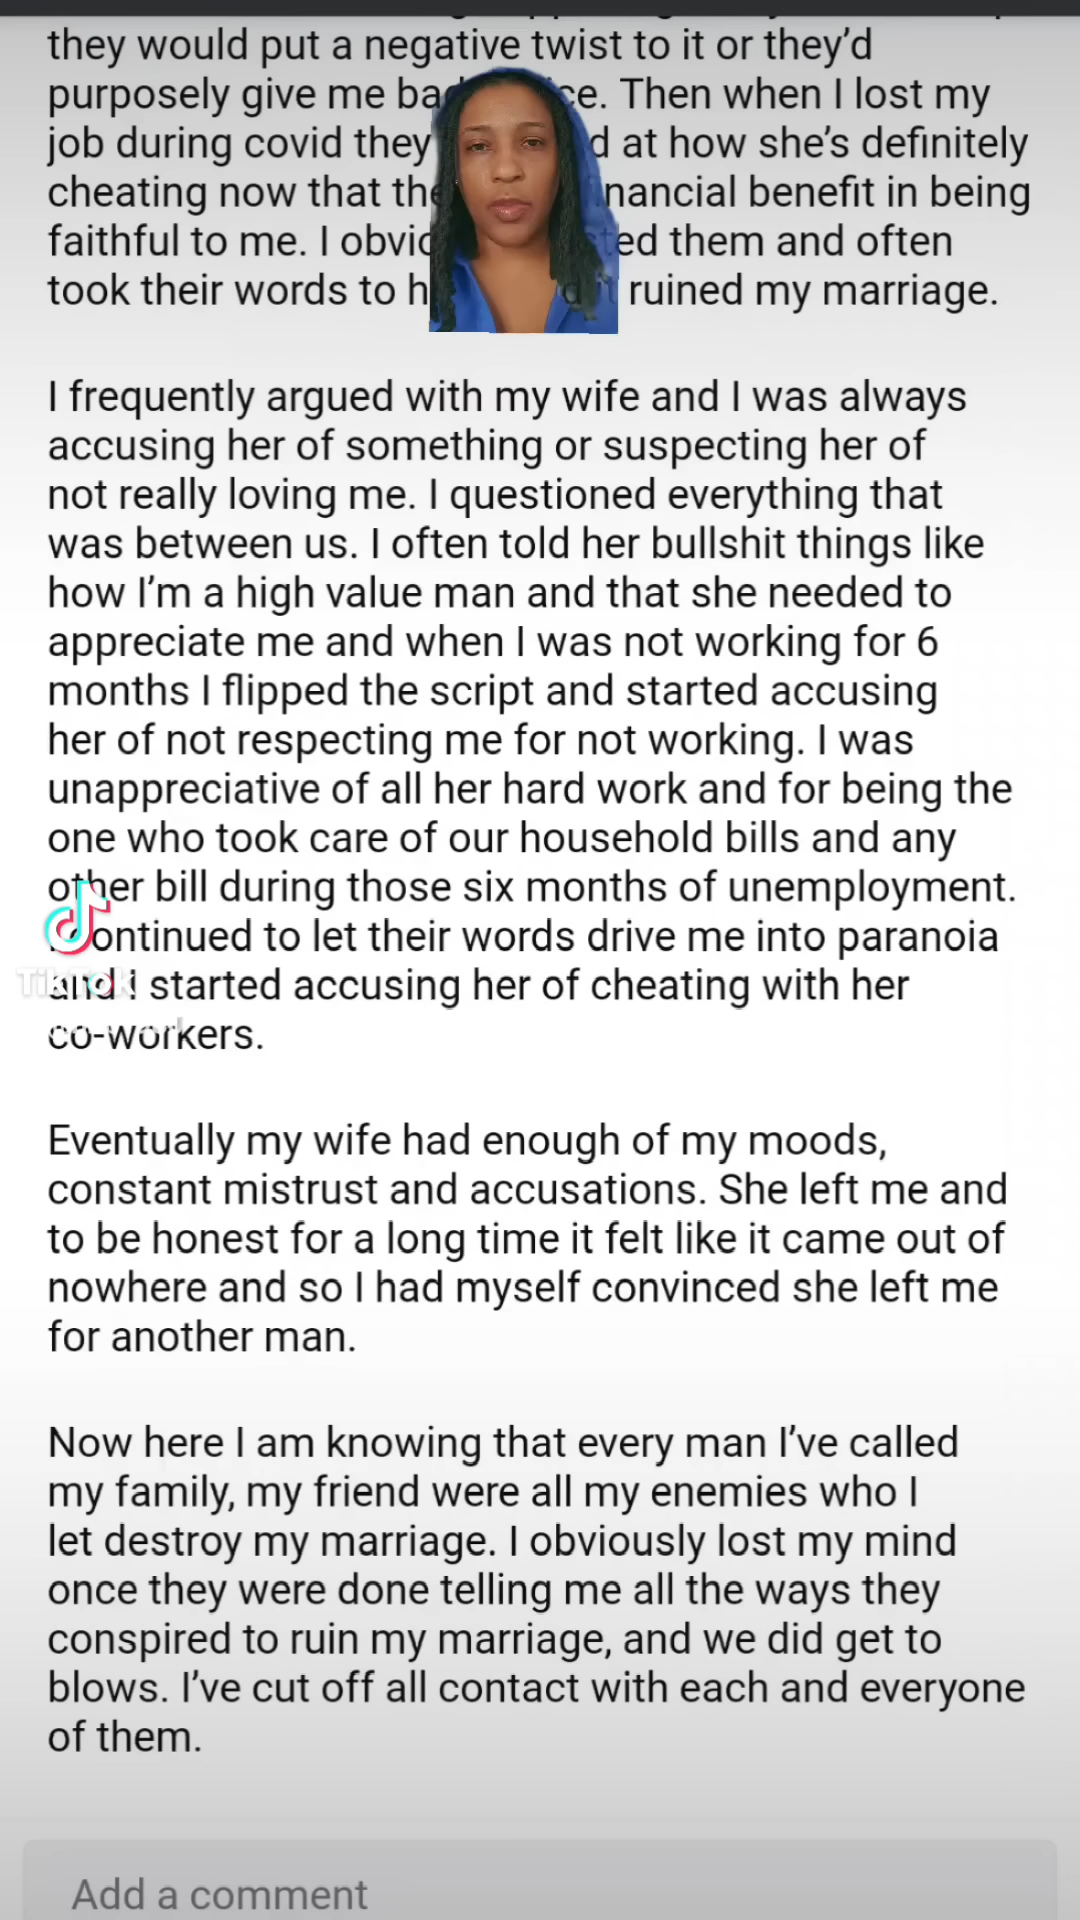 they would put a negative twist to it or they'd
purposely give me ba ce. Then when I lost my
job during covid they d at how she's definitely
cheating now that the nancial benefit in being
faithful to me. I obvio ted them and often
took their words to h d it ruined my marriage.
I frequently argued with my wife and I was always
accusing her of something or suspecting her of
not really loving me. I questioned everything that
was between us. I often told her bullshit things like
how I'm a high value man and that she needed to
appreciate me and when I was not working for 6
months I flipped the script and started accusing
her of not respecting me for not working. I was
unappreciative of all her hard work and for being the
one who took care of our household bills and any
other bill during those six months of unemployment.
I continued to let their words drive me into paranoia
and I started accusing her of cheating with her
TikTok
co-workers.
Eventually my wife had enough of my moods,
constant mistrust and accusations. She left me and
to be honest for a long time it felt like it came out of
nowhere and so I had myself convinced she left me
for another man.
Now here I am knowing that every man I've called
my family, my friend were all my enemies who I
let destroy my marriage. I obviously lost my mind
once they were done telling me all the ways they
conspired to ruin my marriage, and we did get to
blows. I've cut off all contact with each and everyone
of them.
Add a comment